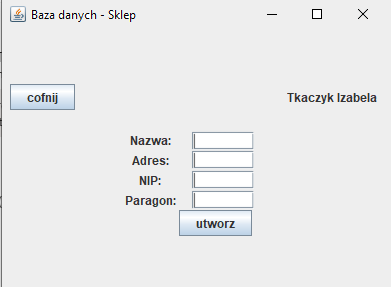 Baza danych - Sklep
cofnij Tkaczyk Izabela
Nazwa:
Adres:
NIP:
Paragon:
utworz